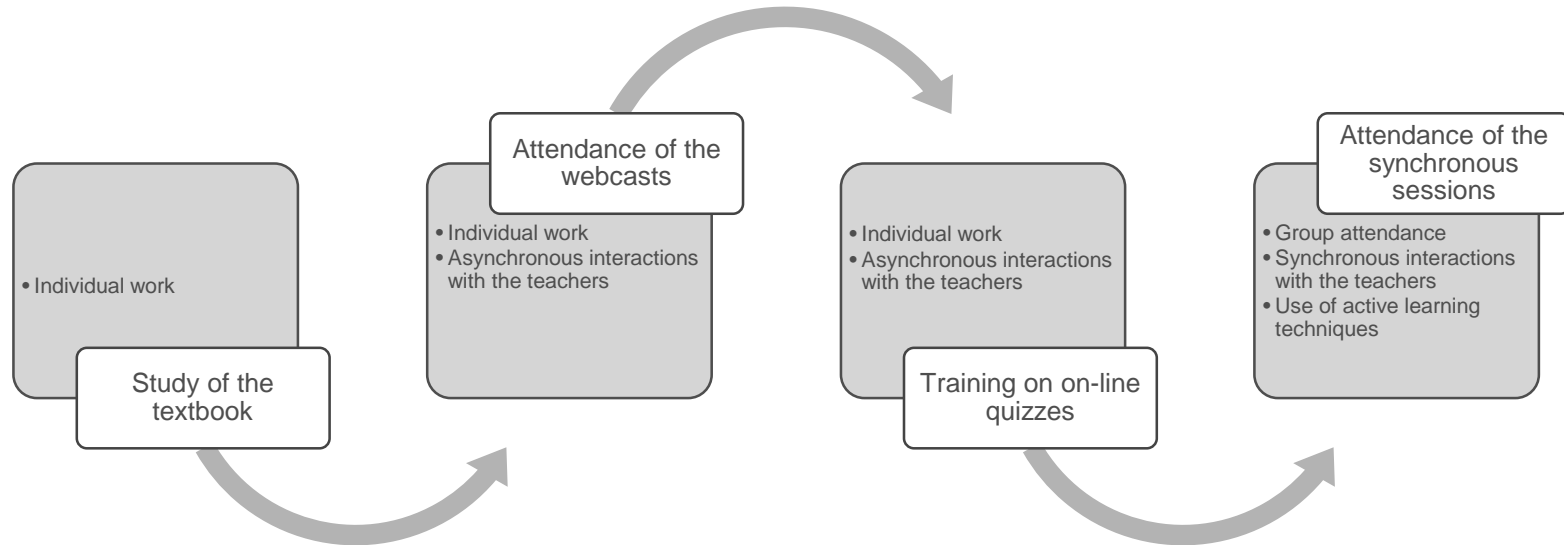 • Individual work
Study of the
textbook
Attendance of the
webcasts
• Individual work
• Asynchronous interactions
with the teachers
• Individual work
• Asynchronous interactions
with the teachers
Training on on-line
quizzes
Attendance of the
synchronous
sessions
• Group attendance
• Synchronous interactions
with the teachers
• Use of active learning
techniques